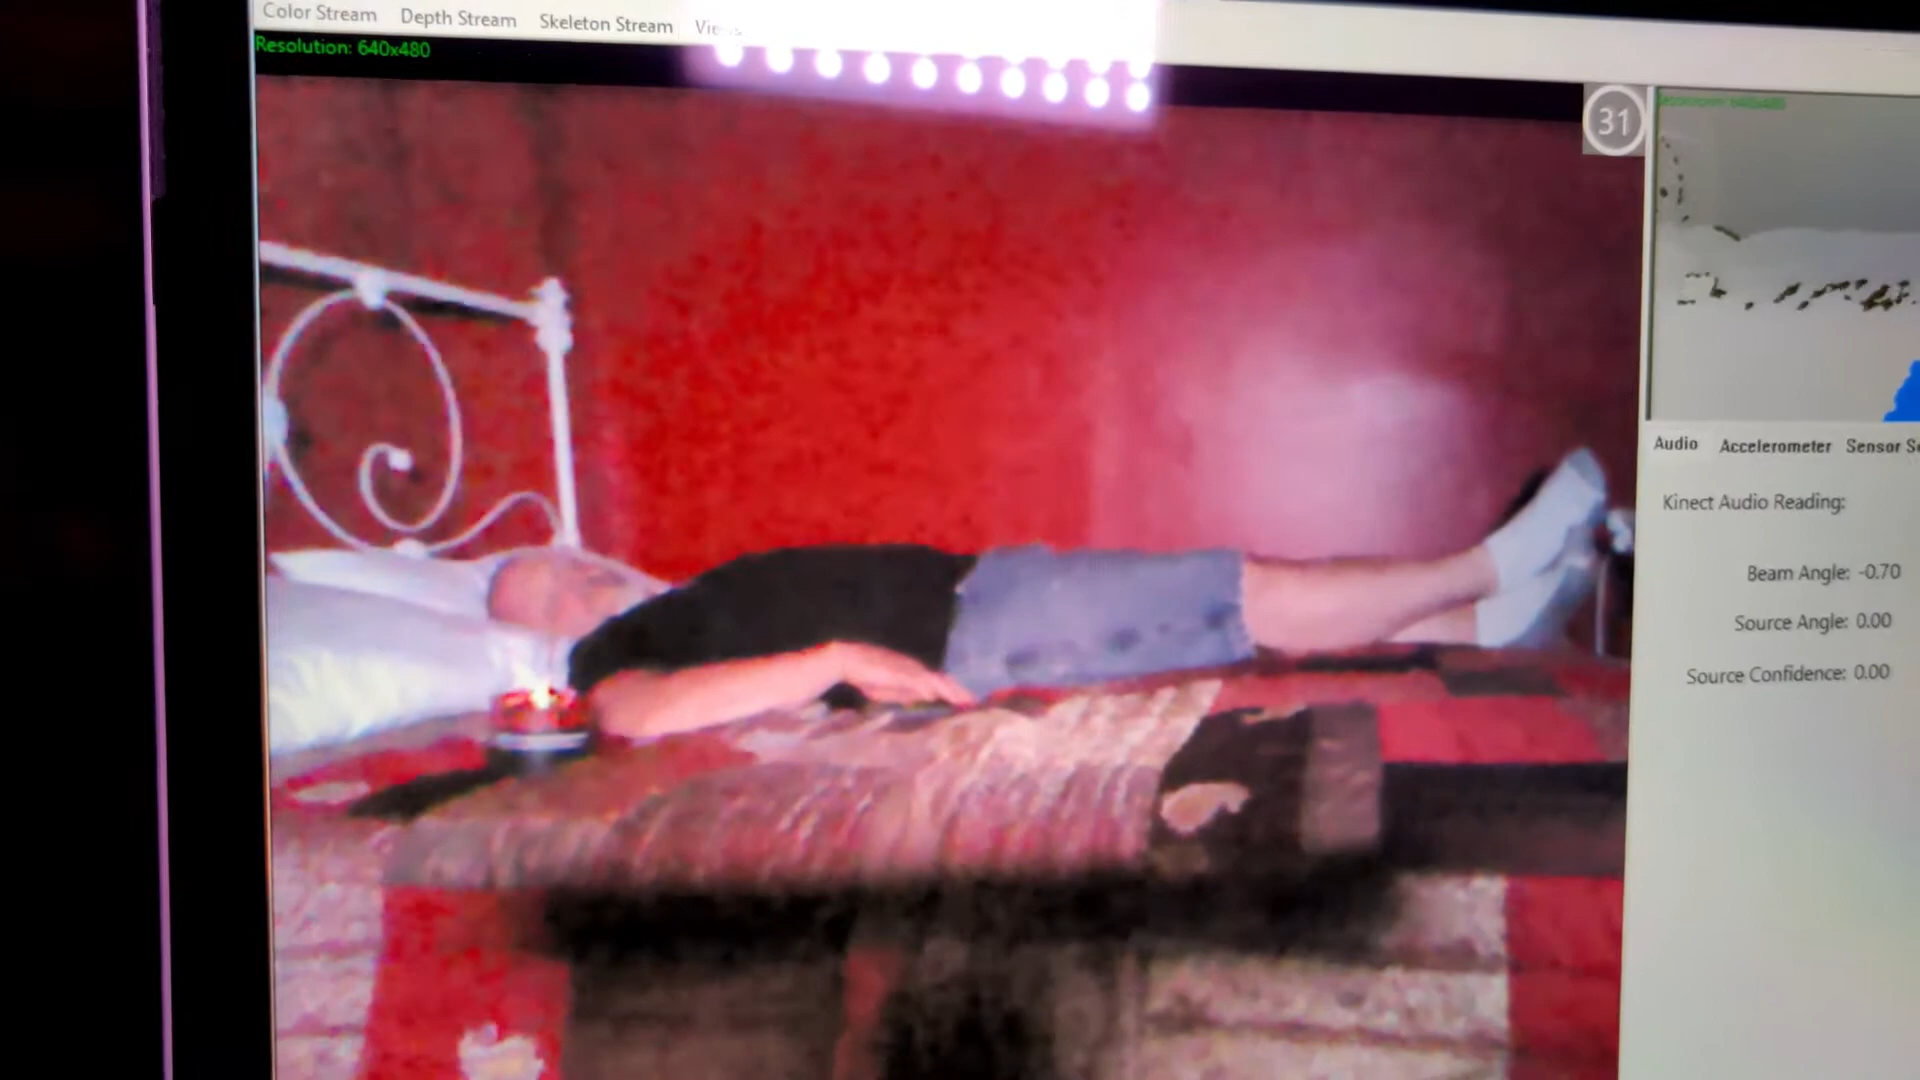 Color Stream Depth Stream Skeleton Stream
Resolution: 640x480
31
Audio Accelerometer Sensor
Kinect Audio Reading:
Beam Angle: -0.70
Source Angle: 0.00
Source Confidence: 0.00